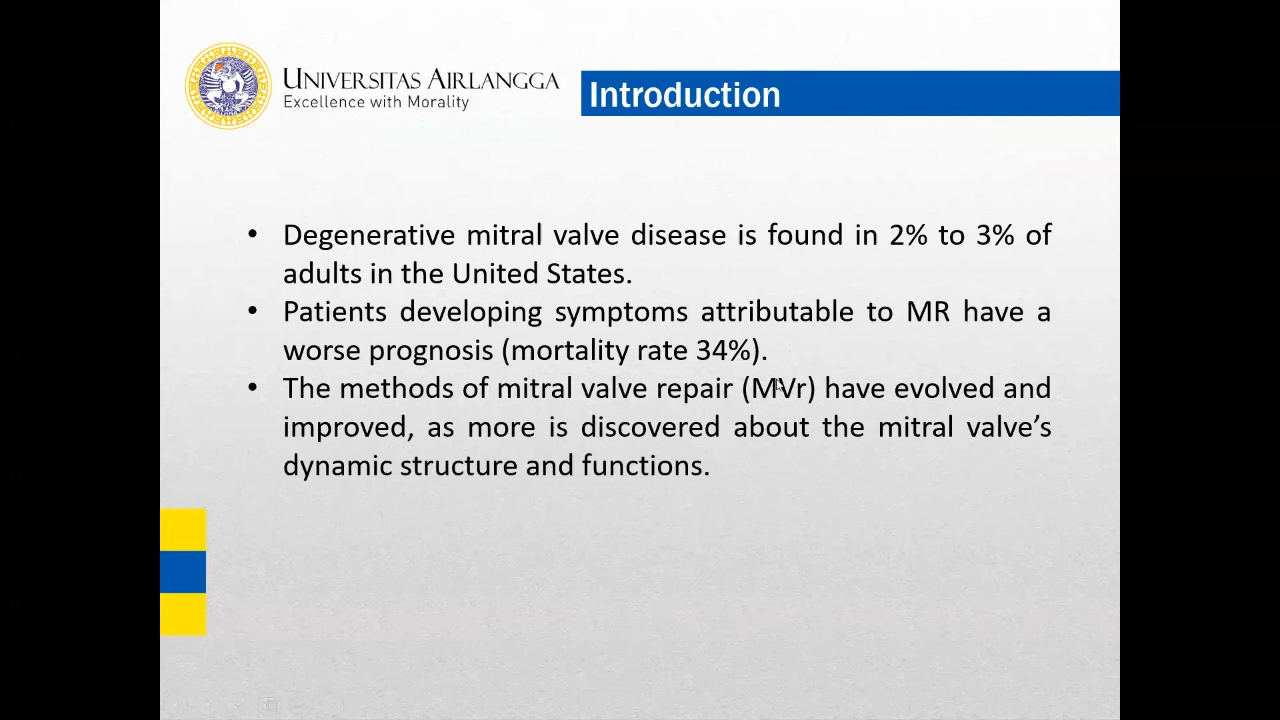 UNIVERSITAS AIRLANGGA
Excellence with Morality
Introduction
• Degenerative mitral valve disease is found in 2% to 3% of
adults in the United States.
• Patients developing symptoms attributable to MR have a
worse prognosis (mortality rate 34%).
• The methods of mitral valve repair (MVr) have evolved and
improved, as more is discovered about the mitral valve’s
dynamic structure and functions.